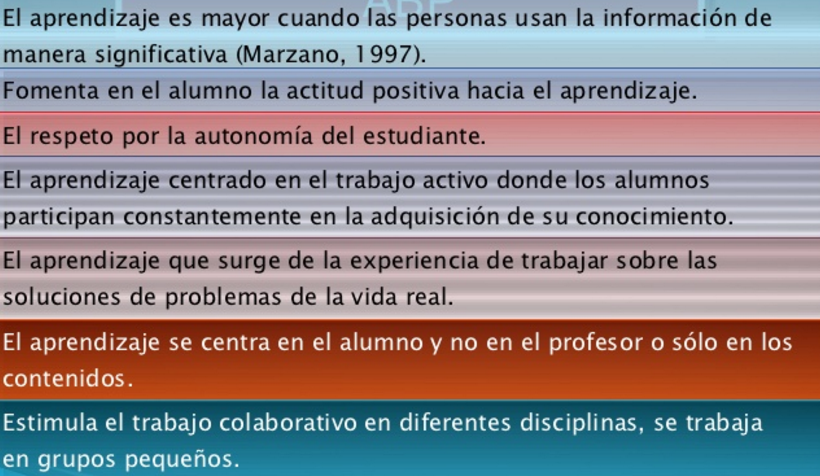 ABP
El aprendizaje es mayor cuando las personas usan la información de
manera significativa (Marzano, 1997).
Fomenta en el alumno la actitud positiva hacia el aprendizaje.
El respeto por la autonomía del estudiante.
El aprendizaje centrado en el trabajo activo donde los alumnos
participan constantemente en la adquisición de su conocimiento.
El aprendizaje que surge de la experiencia de trabajar sobre las
soluciones de problemas de la vida real.
El aprendizaje se centra en el alumno y no en el profesor o sólo en los
contenidos.
Estimula el trabajo colaborativo en diferentes disciplinas, se trabaja
en grupos pequeños.